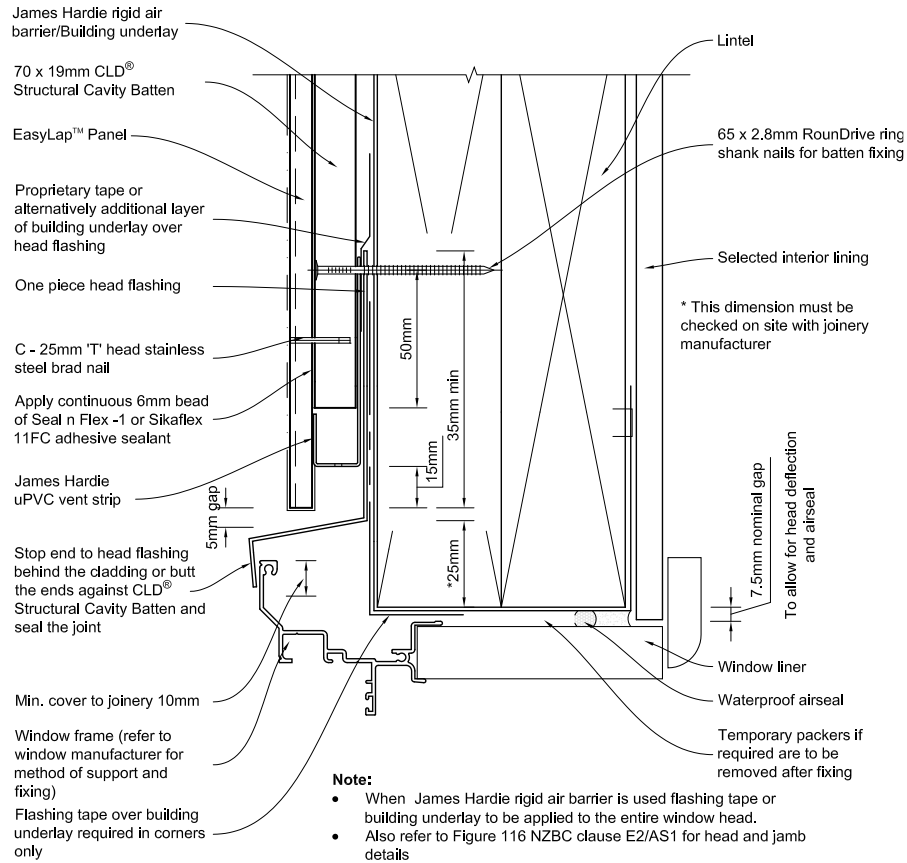 James Hardie rigid air
barrier/Building underlay
70 x 19mm CLD®
Structural Cavity Batten
EasyLap™ Panel
Proprietary tape or
alternatively additional layer
of building underlay over
head flashing
One piece head flashing
C - 25mm 'T' head stainless
steel brad nail
Apply continuous 6mm bead
of Seal n Flex -1 or Sikaflex
11FC adhesive sealant
James Hardie
uPVC vent strip
5mm gap
Stop end to head flashing
behind the cladding or butt
the ends against CLD®
Structural Cavity Batten and
seal the joint
Min. cover to joinery 10mm
Window frame (refer to
window manufacturer for
method of support and
fixing)
Flashing tape over building
underlay required in corners
only
50mm
35mm min
15mm
*25mm
Lintel
65 x 2.8mm RounDrive ring
shank nails for batten fixing
Selected interior lining
* This dimension must be
checked on site with joinery
manufacturer
7.5mm nominal gap
To allow for head deflection
and airseal
Window liner
Waterproof airseal
Temporary packers if
required are to be
removed after fixing
Note:
• When James Hardie rigid air barrier is used flashing tape or
building underlay to be applied to the entire window head.
• Also refer to Figure 116 NZBC clause E2/AS1 for head and jamb
details